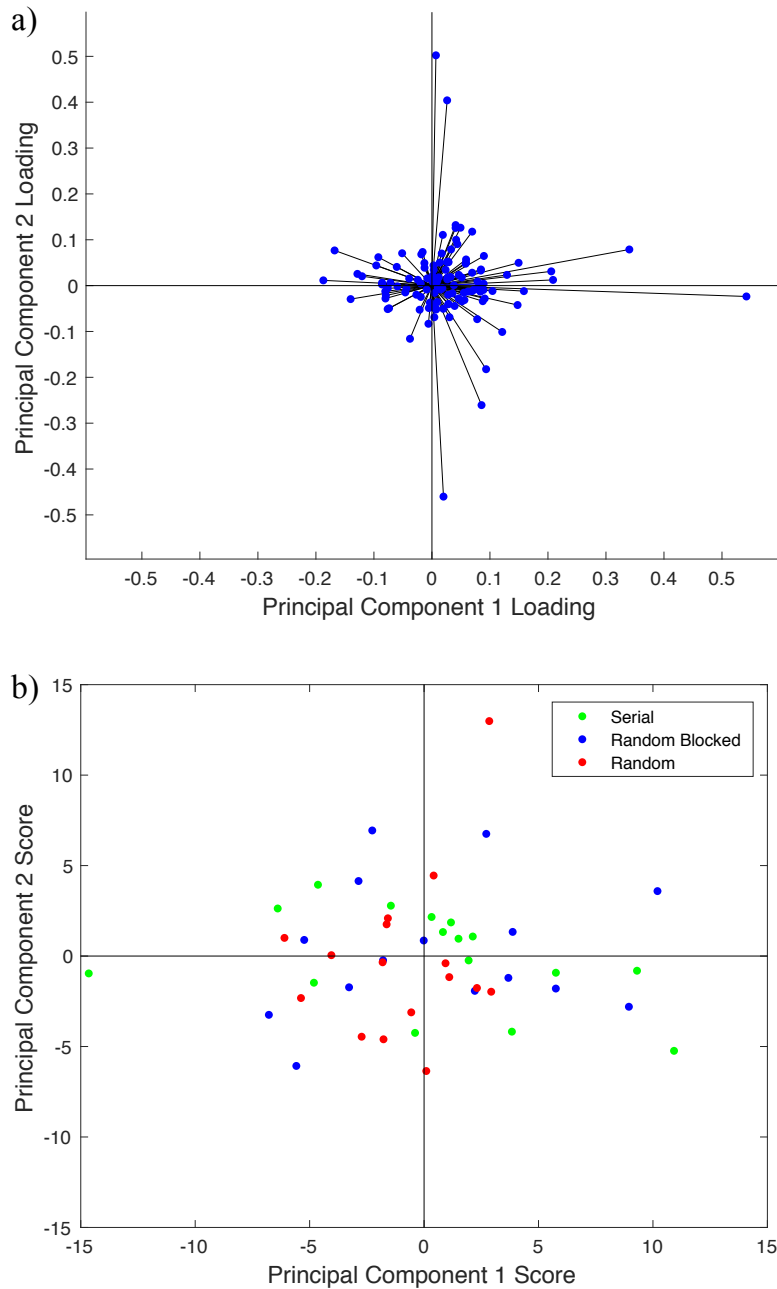 a)
0.5
0.4
0.3
0.2
0.1
0
-0.1
-0.2
-0.3
-0.4
-0.5
Principal Component 2 Loading
-0.5 -0.4 -0.3 -0.2 -0.1 0 0.1 0.2 0.3 0.4 0.5
Principal Component 1 Loading
b)
15
10
5
0
-5
-10
-15
Principal Component 2 Score
Serial
Random Blocked
Random
-15 -10 -5 0 5 10 15
Principal Component 1 Score